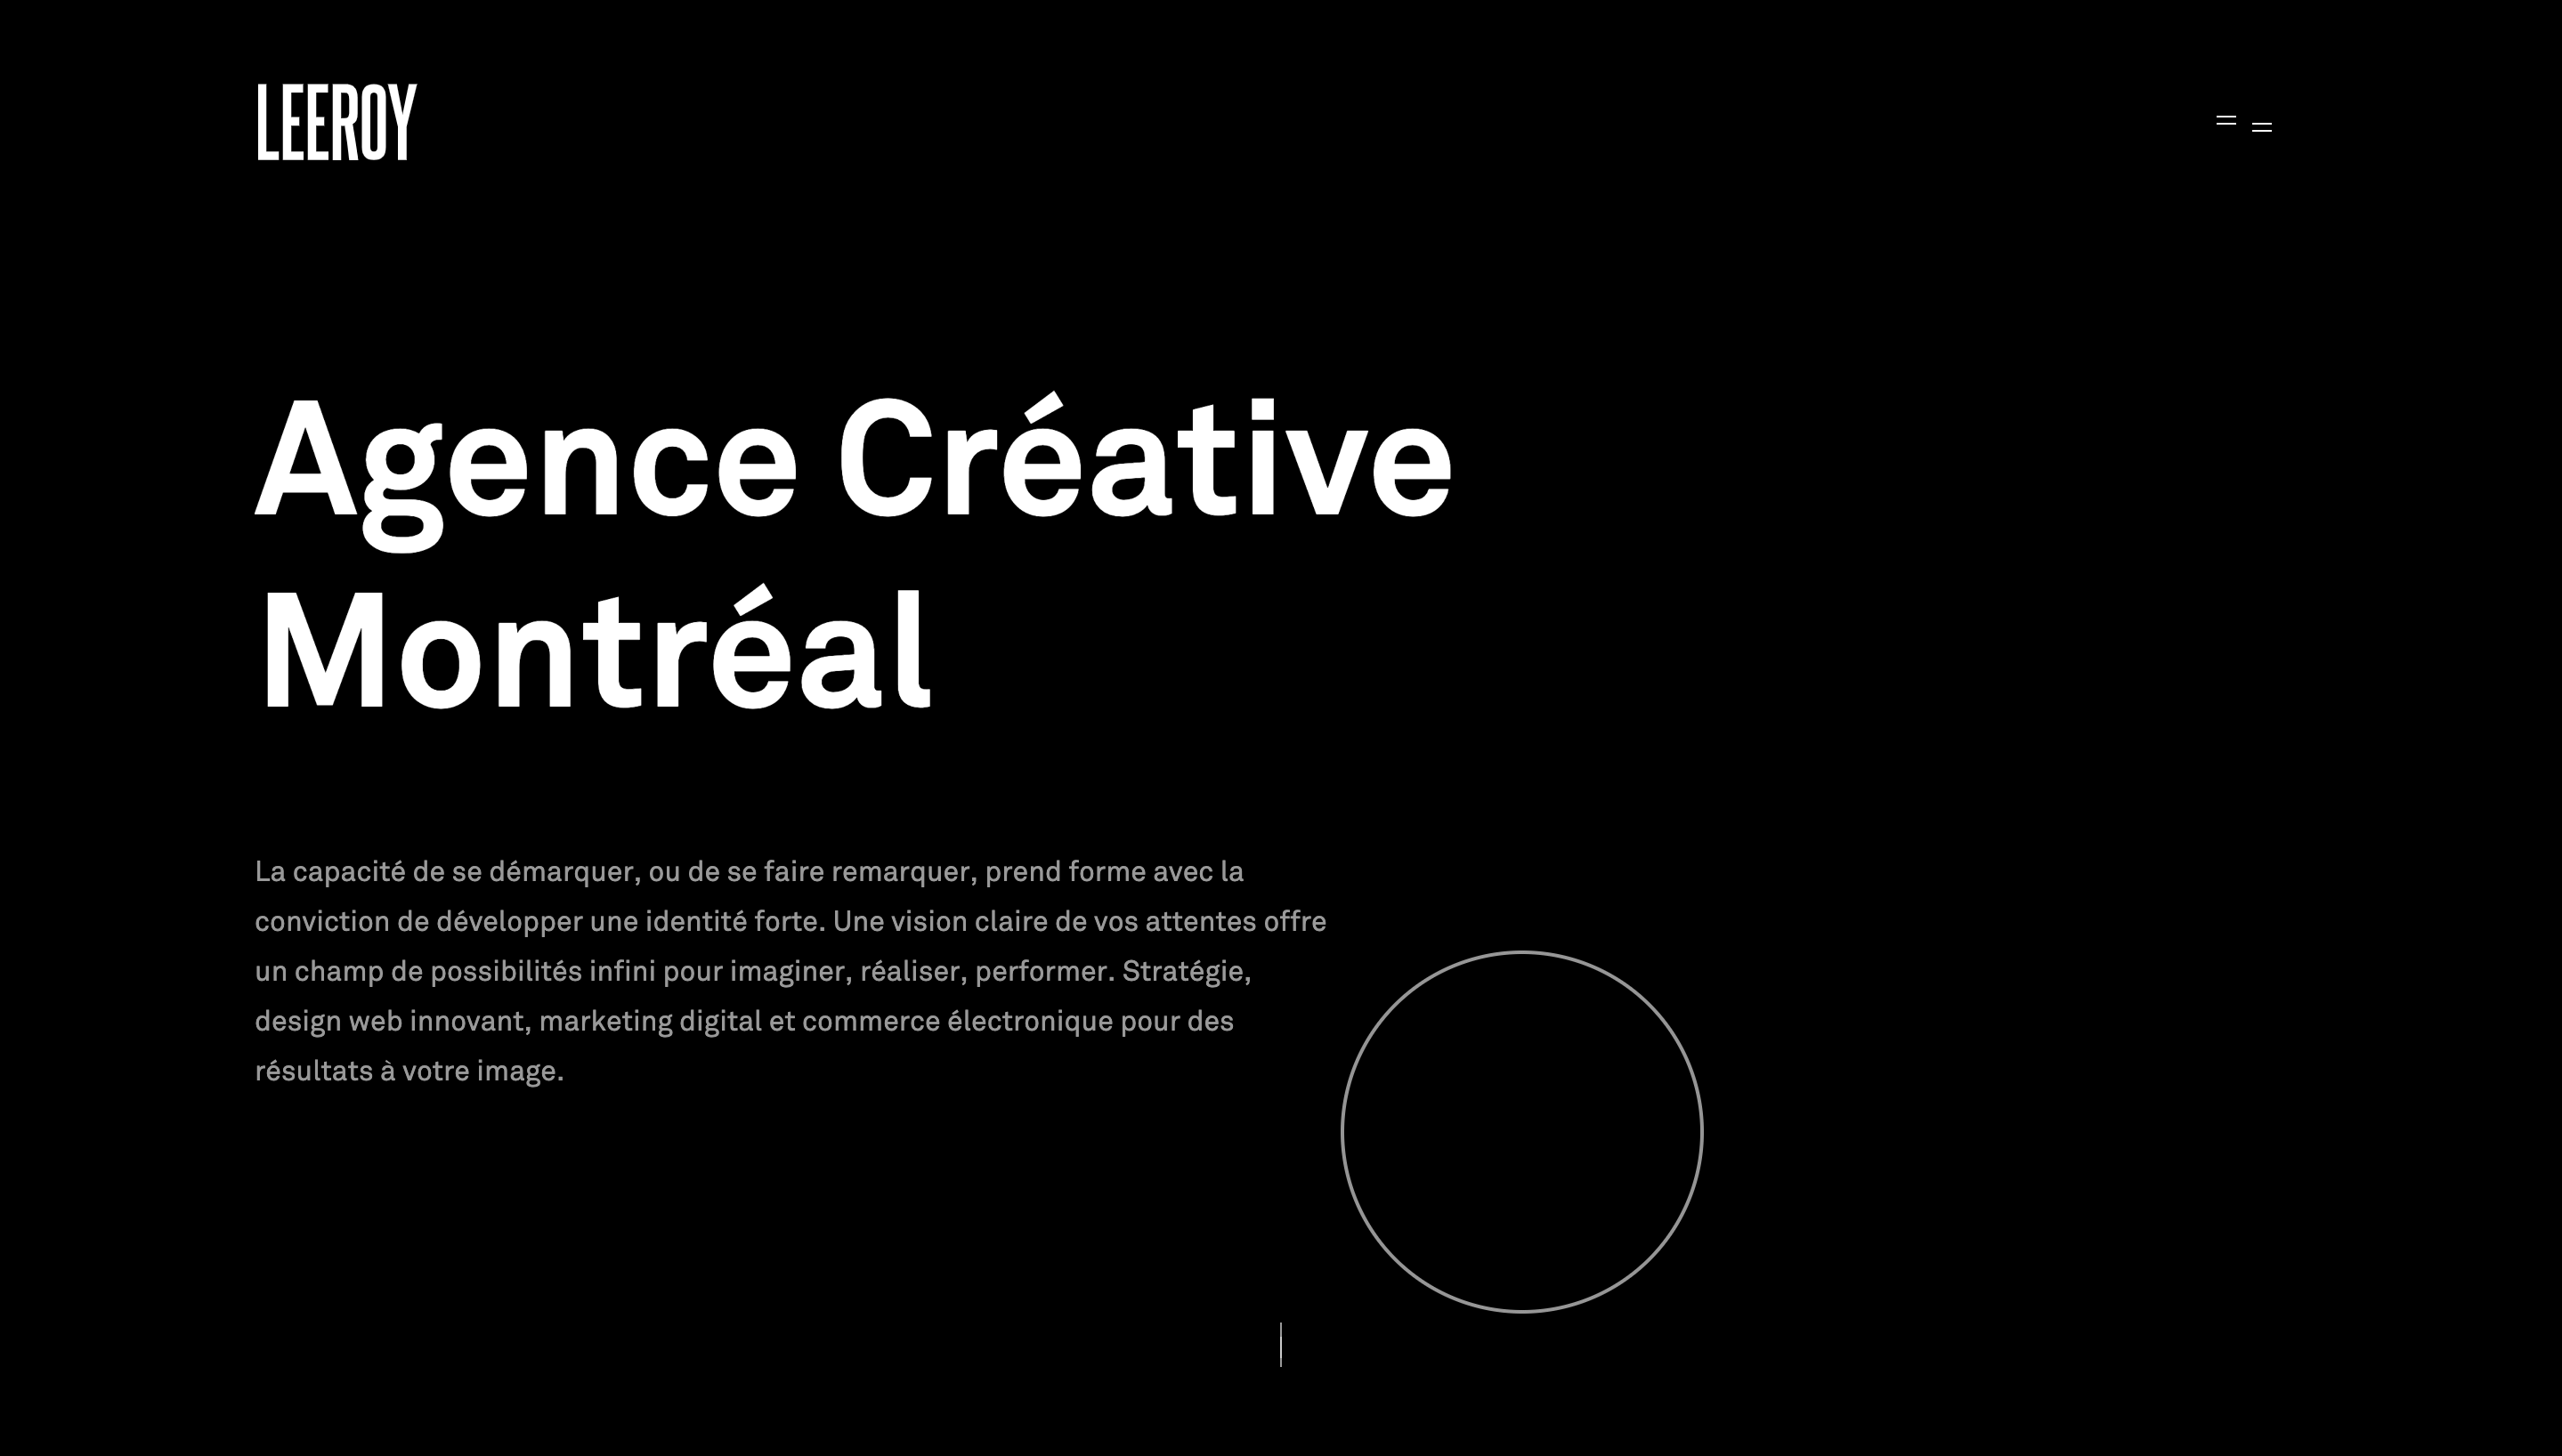 LEEROY
Agence Créative
Montréal
La capacité de se démarquer, ou de se faire remarquer, prend forme avec la
conviction de développer une identité forte. Une vision claire de vos attentes offre
un champ de possibilités infini pour imaginer, réaliser, performer. Stratégie,
design web innovant, marketing digital et commerce électronique pour des
résultats à votre image.